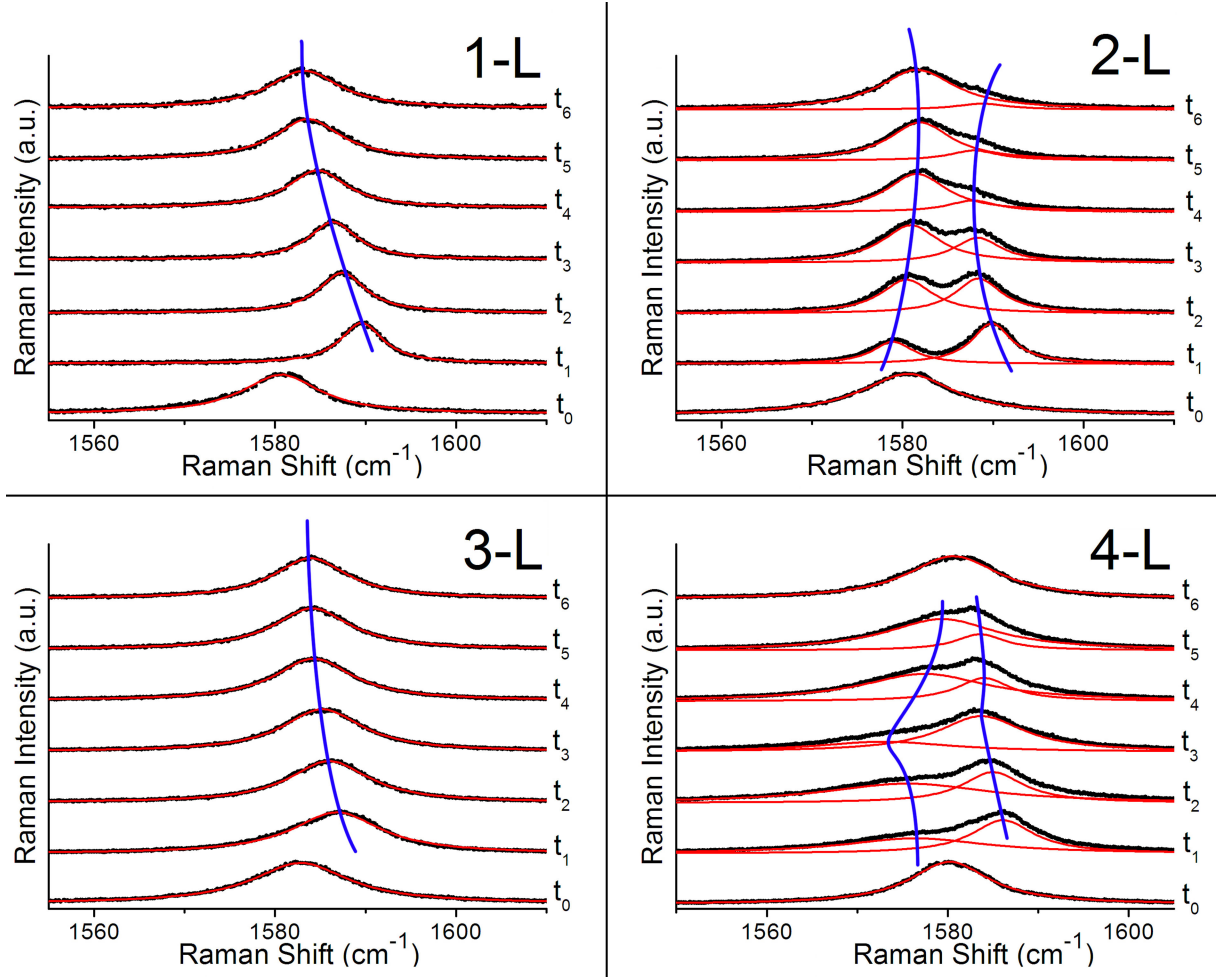 1-L
Raman Intensity (a.u.)
t6
t5
t4
t3
t2
t1
t0
1560
1580
1600
Raman Shift (cm-1)
2-L
Raman Intensity (a.u.)
t6
t5
t4
t3
t2
t1
t0
1560
1580
1600
Raman Shift (cm-1)
3-L
Raman Intensity (a.u.)
t6
t5
t4
t3
t2
t1
t0
1560
1580
1600
Raman Shift (cm-1)
4-L
Raman Intensity (a.u.)
t6
t5
t4
t3
t2
t1
t0
1560
1580
1600
Raman Shift (cm-1)